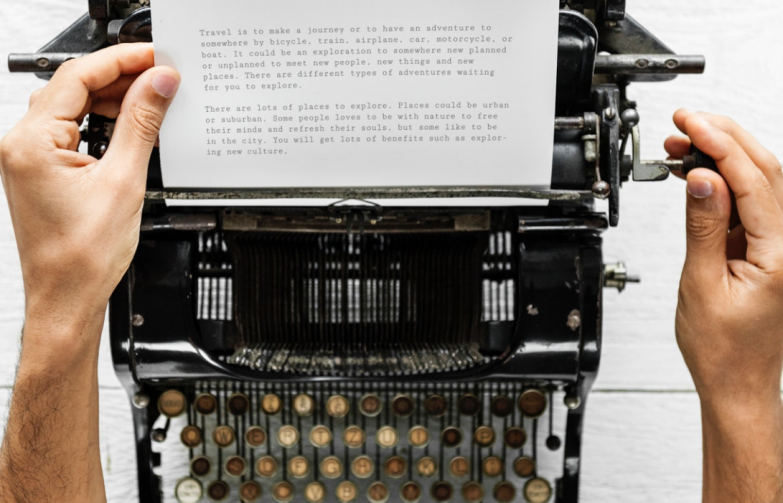 Travel is to make a journey or to have an adventure to
somewhere by bicycle, train, airplane, car, motorcycle, or
boat. It could be an exploration to somewhere new planned
or unplanned to meet new people, new things and new
places. There are different types of adventures waiting
for you to explore.
There are lots of places to explore. Places could be urban
or suburban. Some people loves to be with nature to free
their minds and refresh their souls, but some like to be
in the city. You will get lots of benefits such as explor-
ing new culture.